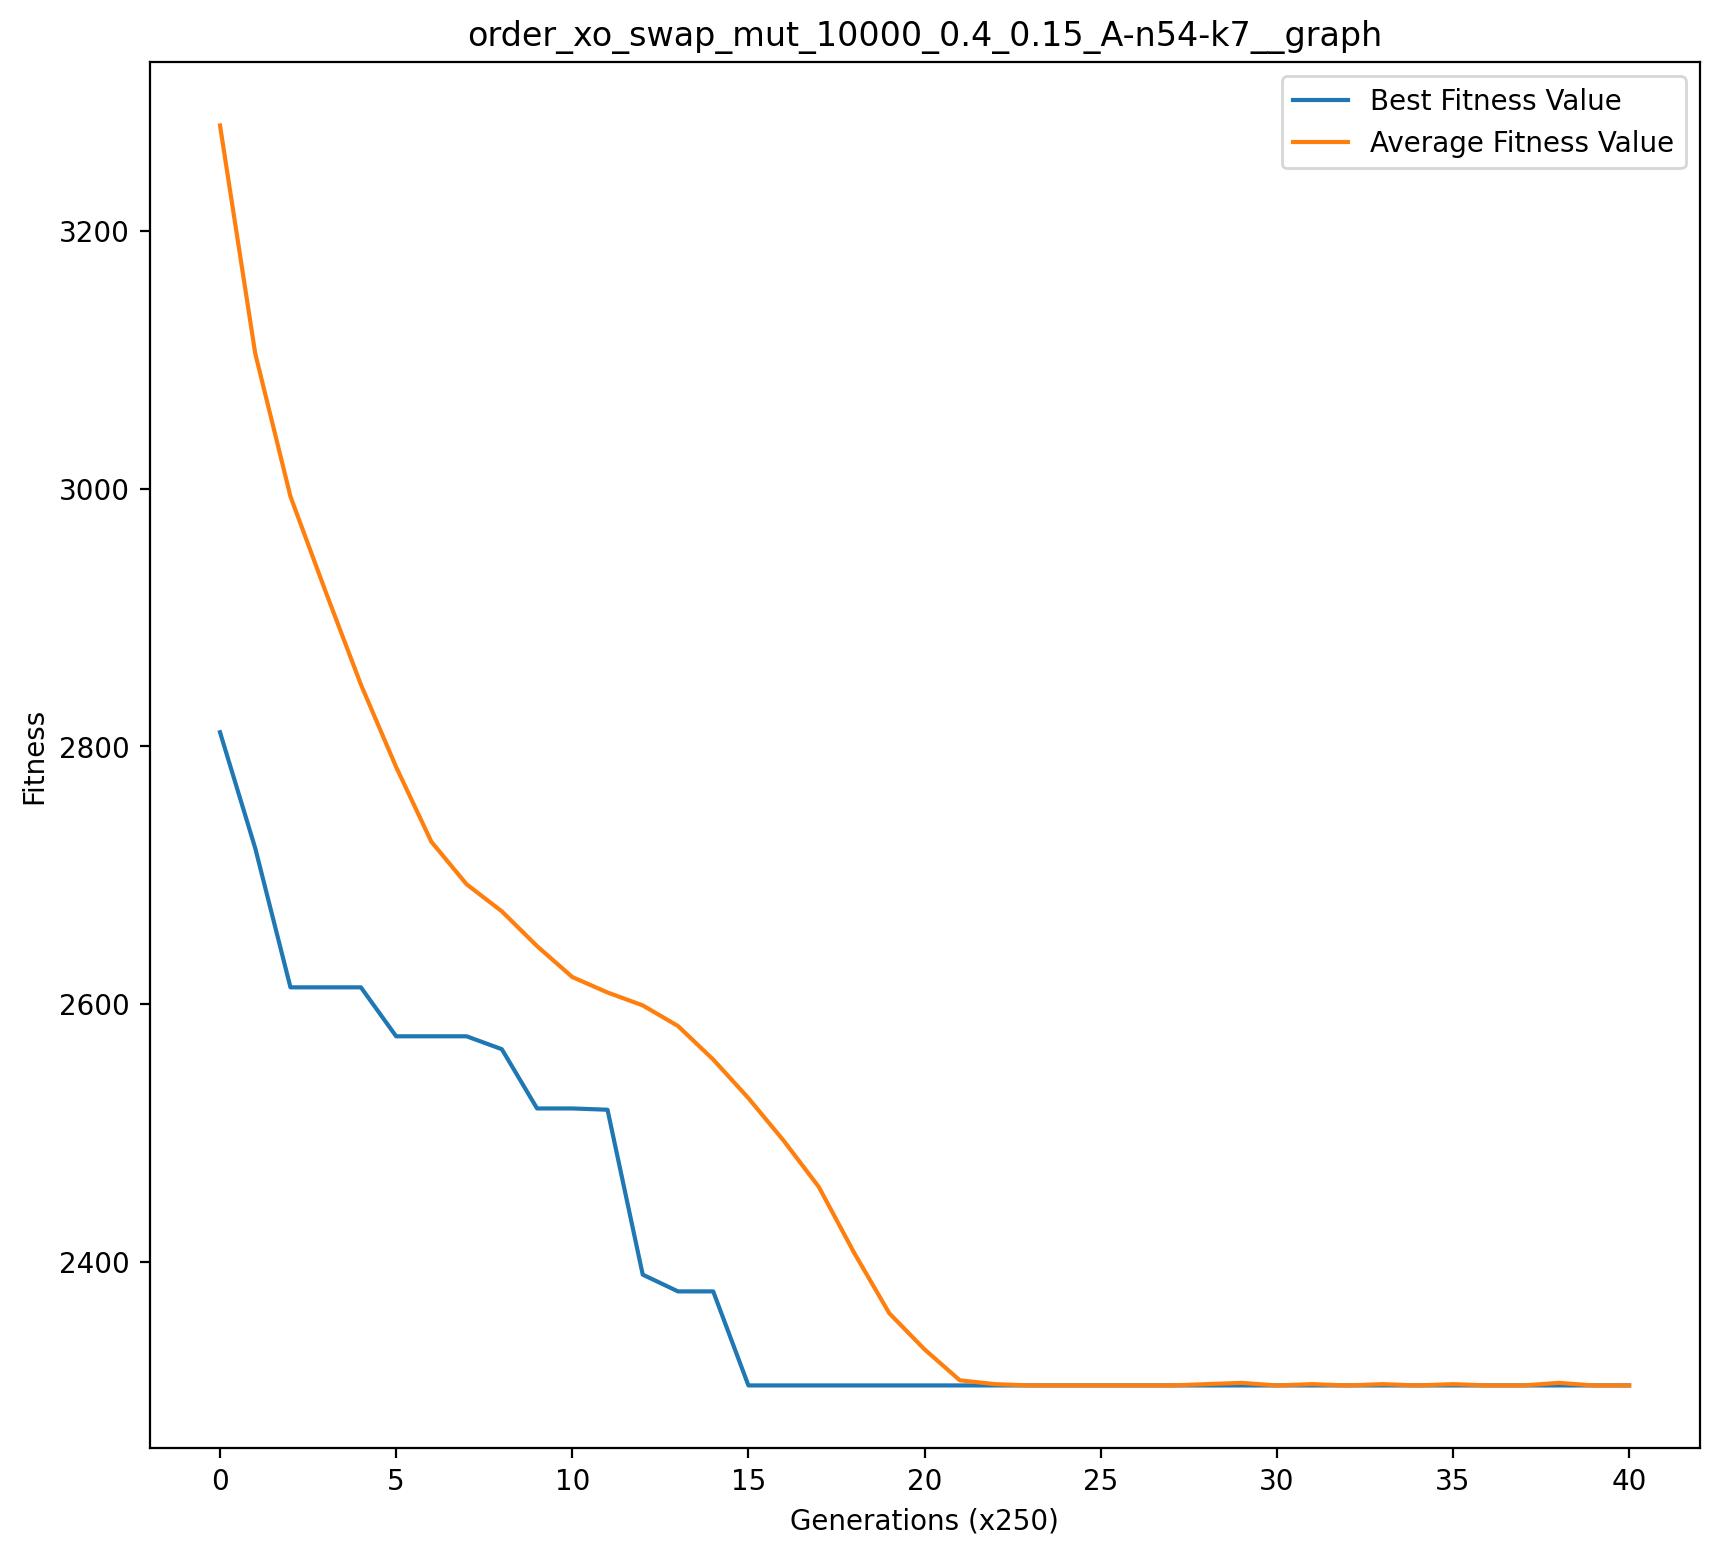 order_xo_swap_mut_10000_0.4_0.15_A-n54-k7__graph
Best Fitness Value
Average Fitness Value
Fitness
3200
3000
2800
2600
2400
0 5 10 15 20 25 30 35 40
Generations (x250)